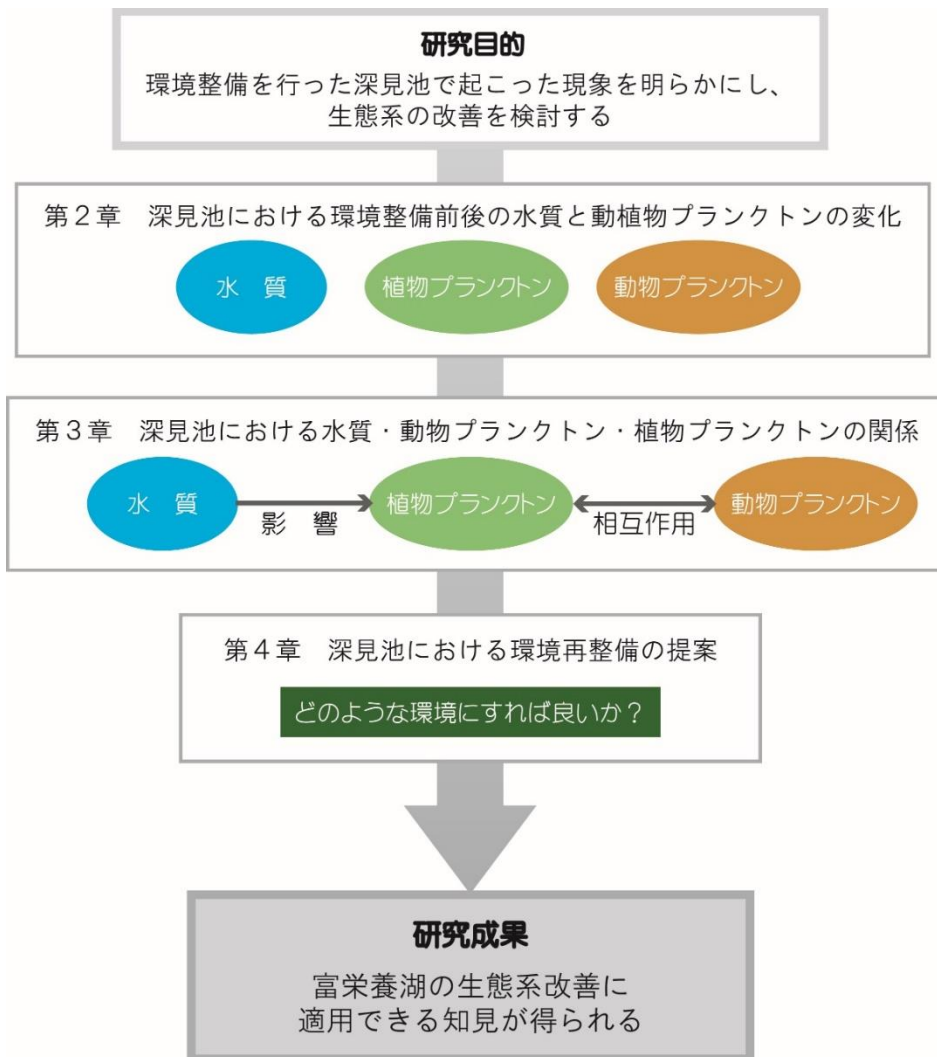 研究目的
環境整備を行った深見池で起こった現象を明らかにし、
生態系の改善を検討する
第2章 深見池における環境整備前後の水質と動植物プランクトンの変化
水 質
植物プランクトン
動物プランクトン
第3章 深見池における水質・動物プランクトン・植物プランクトンの関係
水 質
影 響
植物プランクトン
相互作用
動物プランクトン
第4章 深見池における環境再整備の提案
どのような環境にすれば良いか？
研究成果
富栄養湖の生態系改善に
適用できる知見が得られる